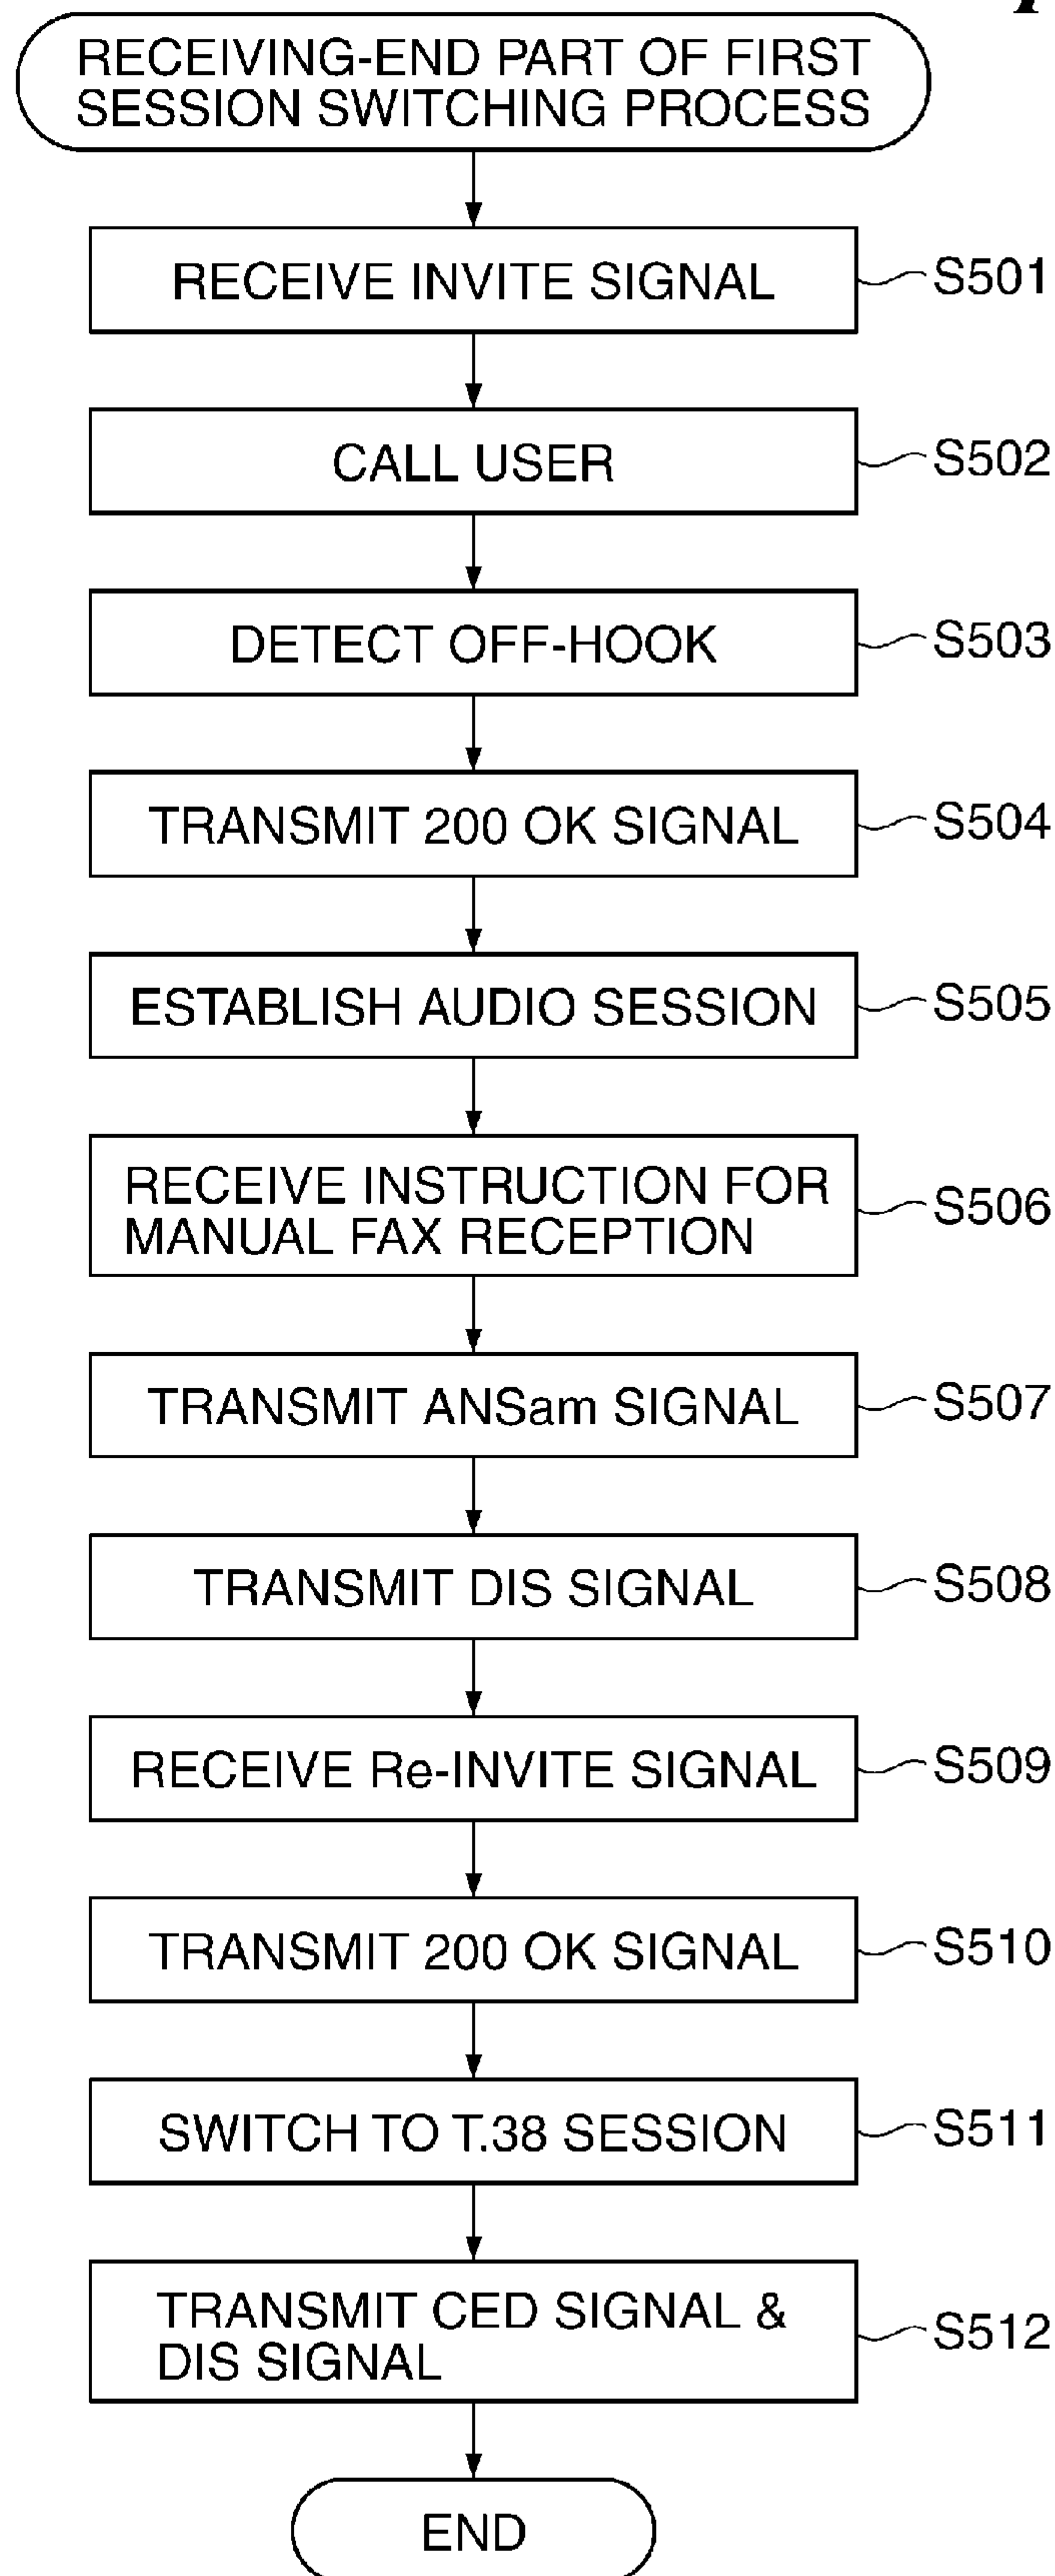 RECEIVING-END PART OF FIRST
SESSION SWITCHING PROCESS
RECEIVE INVITE SIGNAL
S501
CALL USER
S502
DETECT OFF-HOOK
S503
TRANSMIT 200 OK SIGNAL
S504
ESTABLISH AUDIO SESSION
S505
RECEIVE INSTRUCTION FOR
MANUAL FAX RECEPTION
S506
TRANSMIT ANSam SIGNAL
S507
TRANSMIT DIS SIGNAL
S508
RECEIVE Re-INVITE SIGNAL
S509
TRANSMIT 200 OK SIGNAL
S510
SWITCH TO T.38 SESSION
S511
TRANSMIT CED SIGNAL &
DIS SIGNAL
S512
END